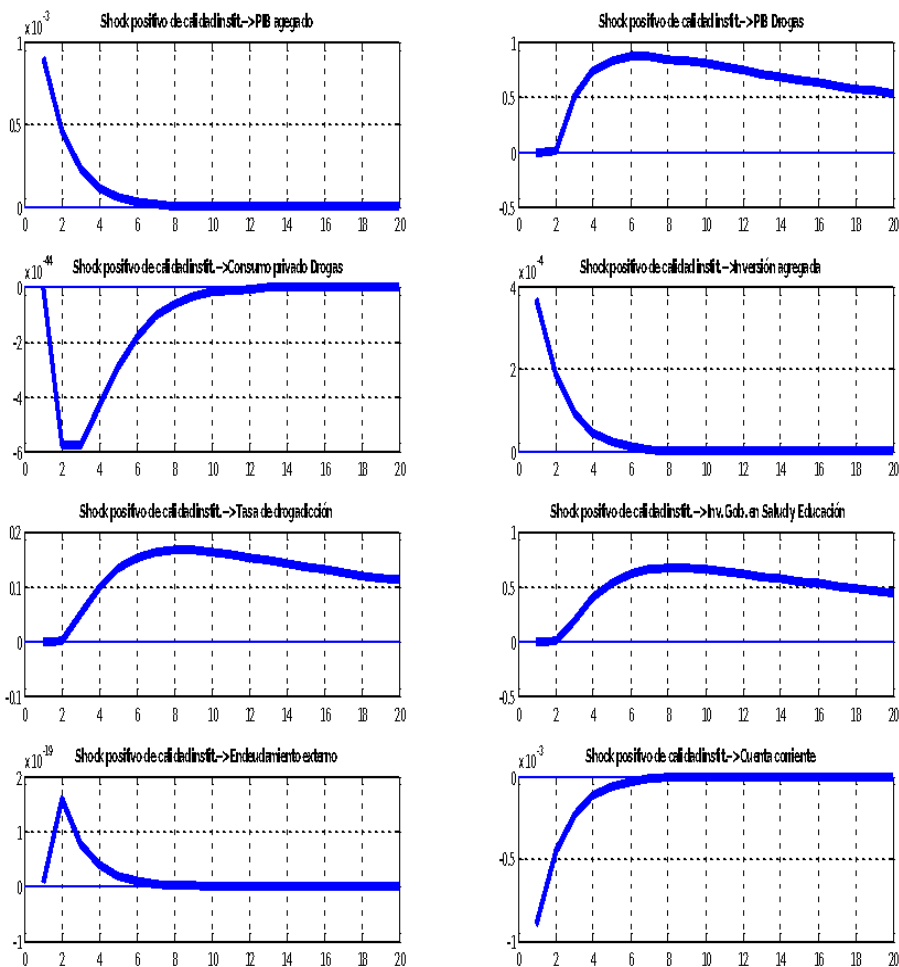 Shock positivo de calidad instit.-->PIB agegado
x 10^-3
1
0.5
0
0 2 4 6 8 10 12 14 16 18 20
Shock positivo de calidad instit.-->PIB Drogas
1
0.5
0
-0.5
0 2 4 6 8 10 12 14 16 18 20
Shock positivo de calidad instit.-->Consumo privado Drogas
x 10^-44
0
-2
-4
-6
0 2 4 6 8 10 12 14 16 18 20
Shock positivo de calidad instit.-->Inversión agregada
x 10^-4
4
2
0
0 2 4 6 8 10 12 14 16 18 20
Shock positivo de calidad instit.-->Tasa de drogadicción
0.2
0.1
0
-0.1
0 2 4 6 8 10 12 14 16 18 20
Shock positivo de calidad instit.-->Inv. Gob. en Salud y Educación
1
0.5
0
-0.5
0 2 4 6 8 10 12 14 16 18 20
Shock positivo de calidad instit.-->Endeudamiento externo
x 10^-19
2
1
0
-1
0 2 4 6 8 10 12 14 16 18 20
Shock positivo de calidad instit.-->Cuenta corriente
x 10^-3
0
-0.5
-1
0 2 4 6 8 10 12 14 16 18 20